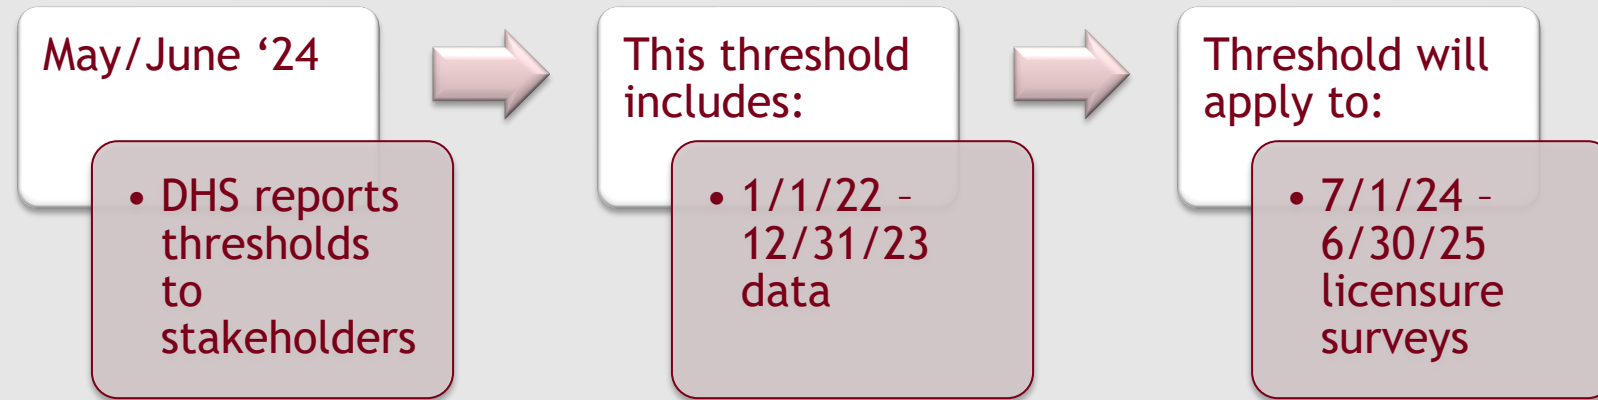 May/June ‘24
• DHS reports
thresholds
to
stakeholders
This threshold
includes:
• 1/1/22 –
12/31/23
data
Threshold will
apply to:
• 7/1/24 –
6/30/25
licensure
surveys